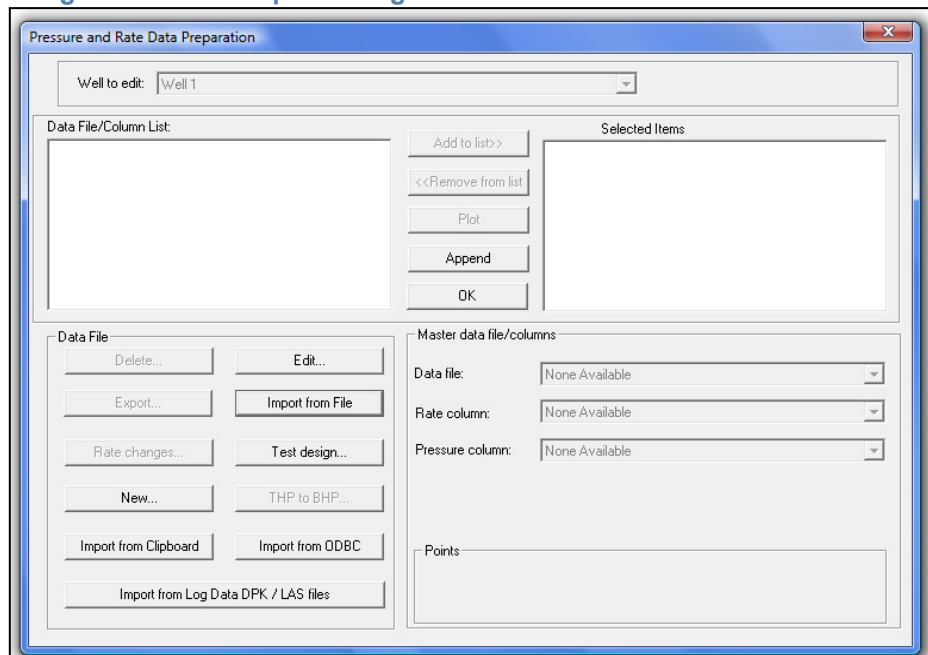 Pressure and Rate Data Preparation
Well to edit: Well 1
Data File/Column List:
Selected Items
Add to list>>
<<Remove from list
Plot
Append
OK
Data File
Delete...
Edit...
Export...
Import from File
Rate changes...
Test design...
New...
THP to BHP...
Import from Clipboard
Import from ODBC
Import from Log Data DPK / LAS files
Master data file/columns
Data file: None Available
Rate column: None Available
Pressure column: None Available
Points